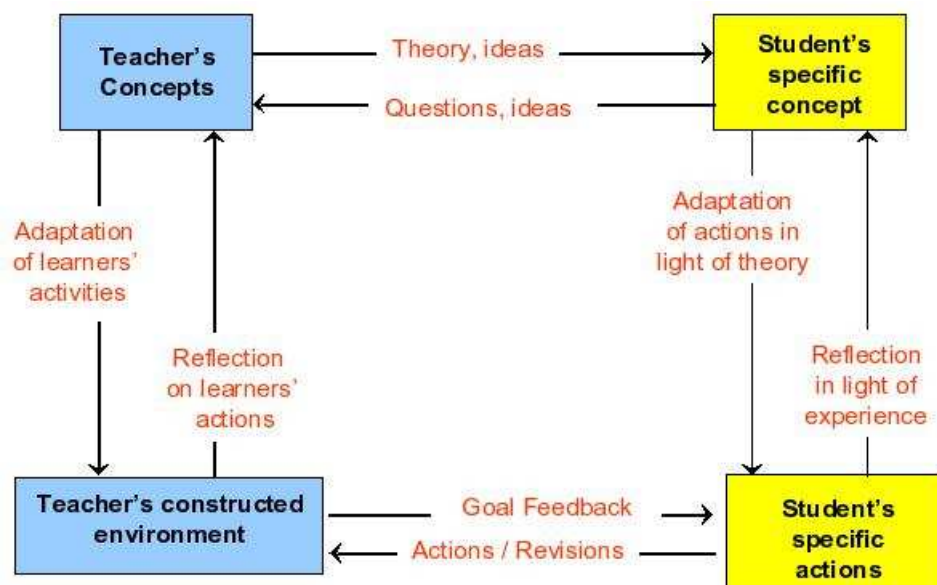 Teacher's
Concepts
Theory, ideas
Questions, ideas
Student's
specific
concept
Adaptation
of learners'
activities
Reflection
on learners'
actions
Adaptation
of actions in
light of theory
Reflection
in light of
experience
Teacher's constructed
environment
Goal Feedback
Actions / Revisions
Student's
specific
actions